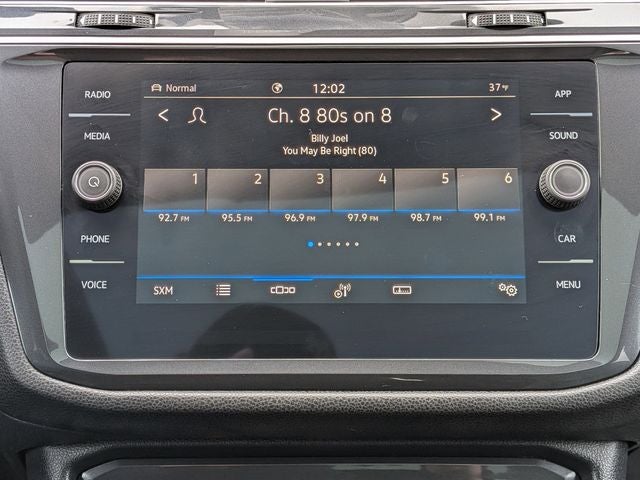 RADIO
MEDIA
PHONE
VOICE
Normal
12:02
37°F
< Ch. 8 80s on 8 >
Billy Joel
You May Be Right (80)
1 2 3 4 5 6
92.7 FM 95.5 FM 96.9 FM 97.9 FM 98.7 FM 99.1 FM
SXM
APP
SOUND
CAR
MENU